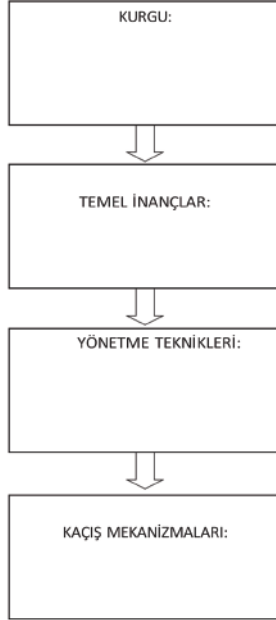 KURGU:
TEMEL İNANÇLAR:
YÖNETME TEKNİKLERİ:
KAÇIŞ MEKANİZMALARI: